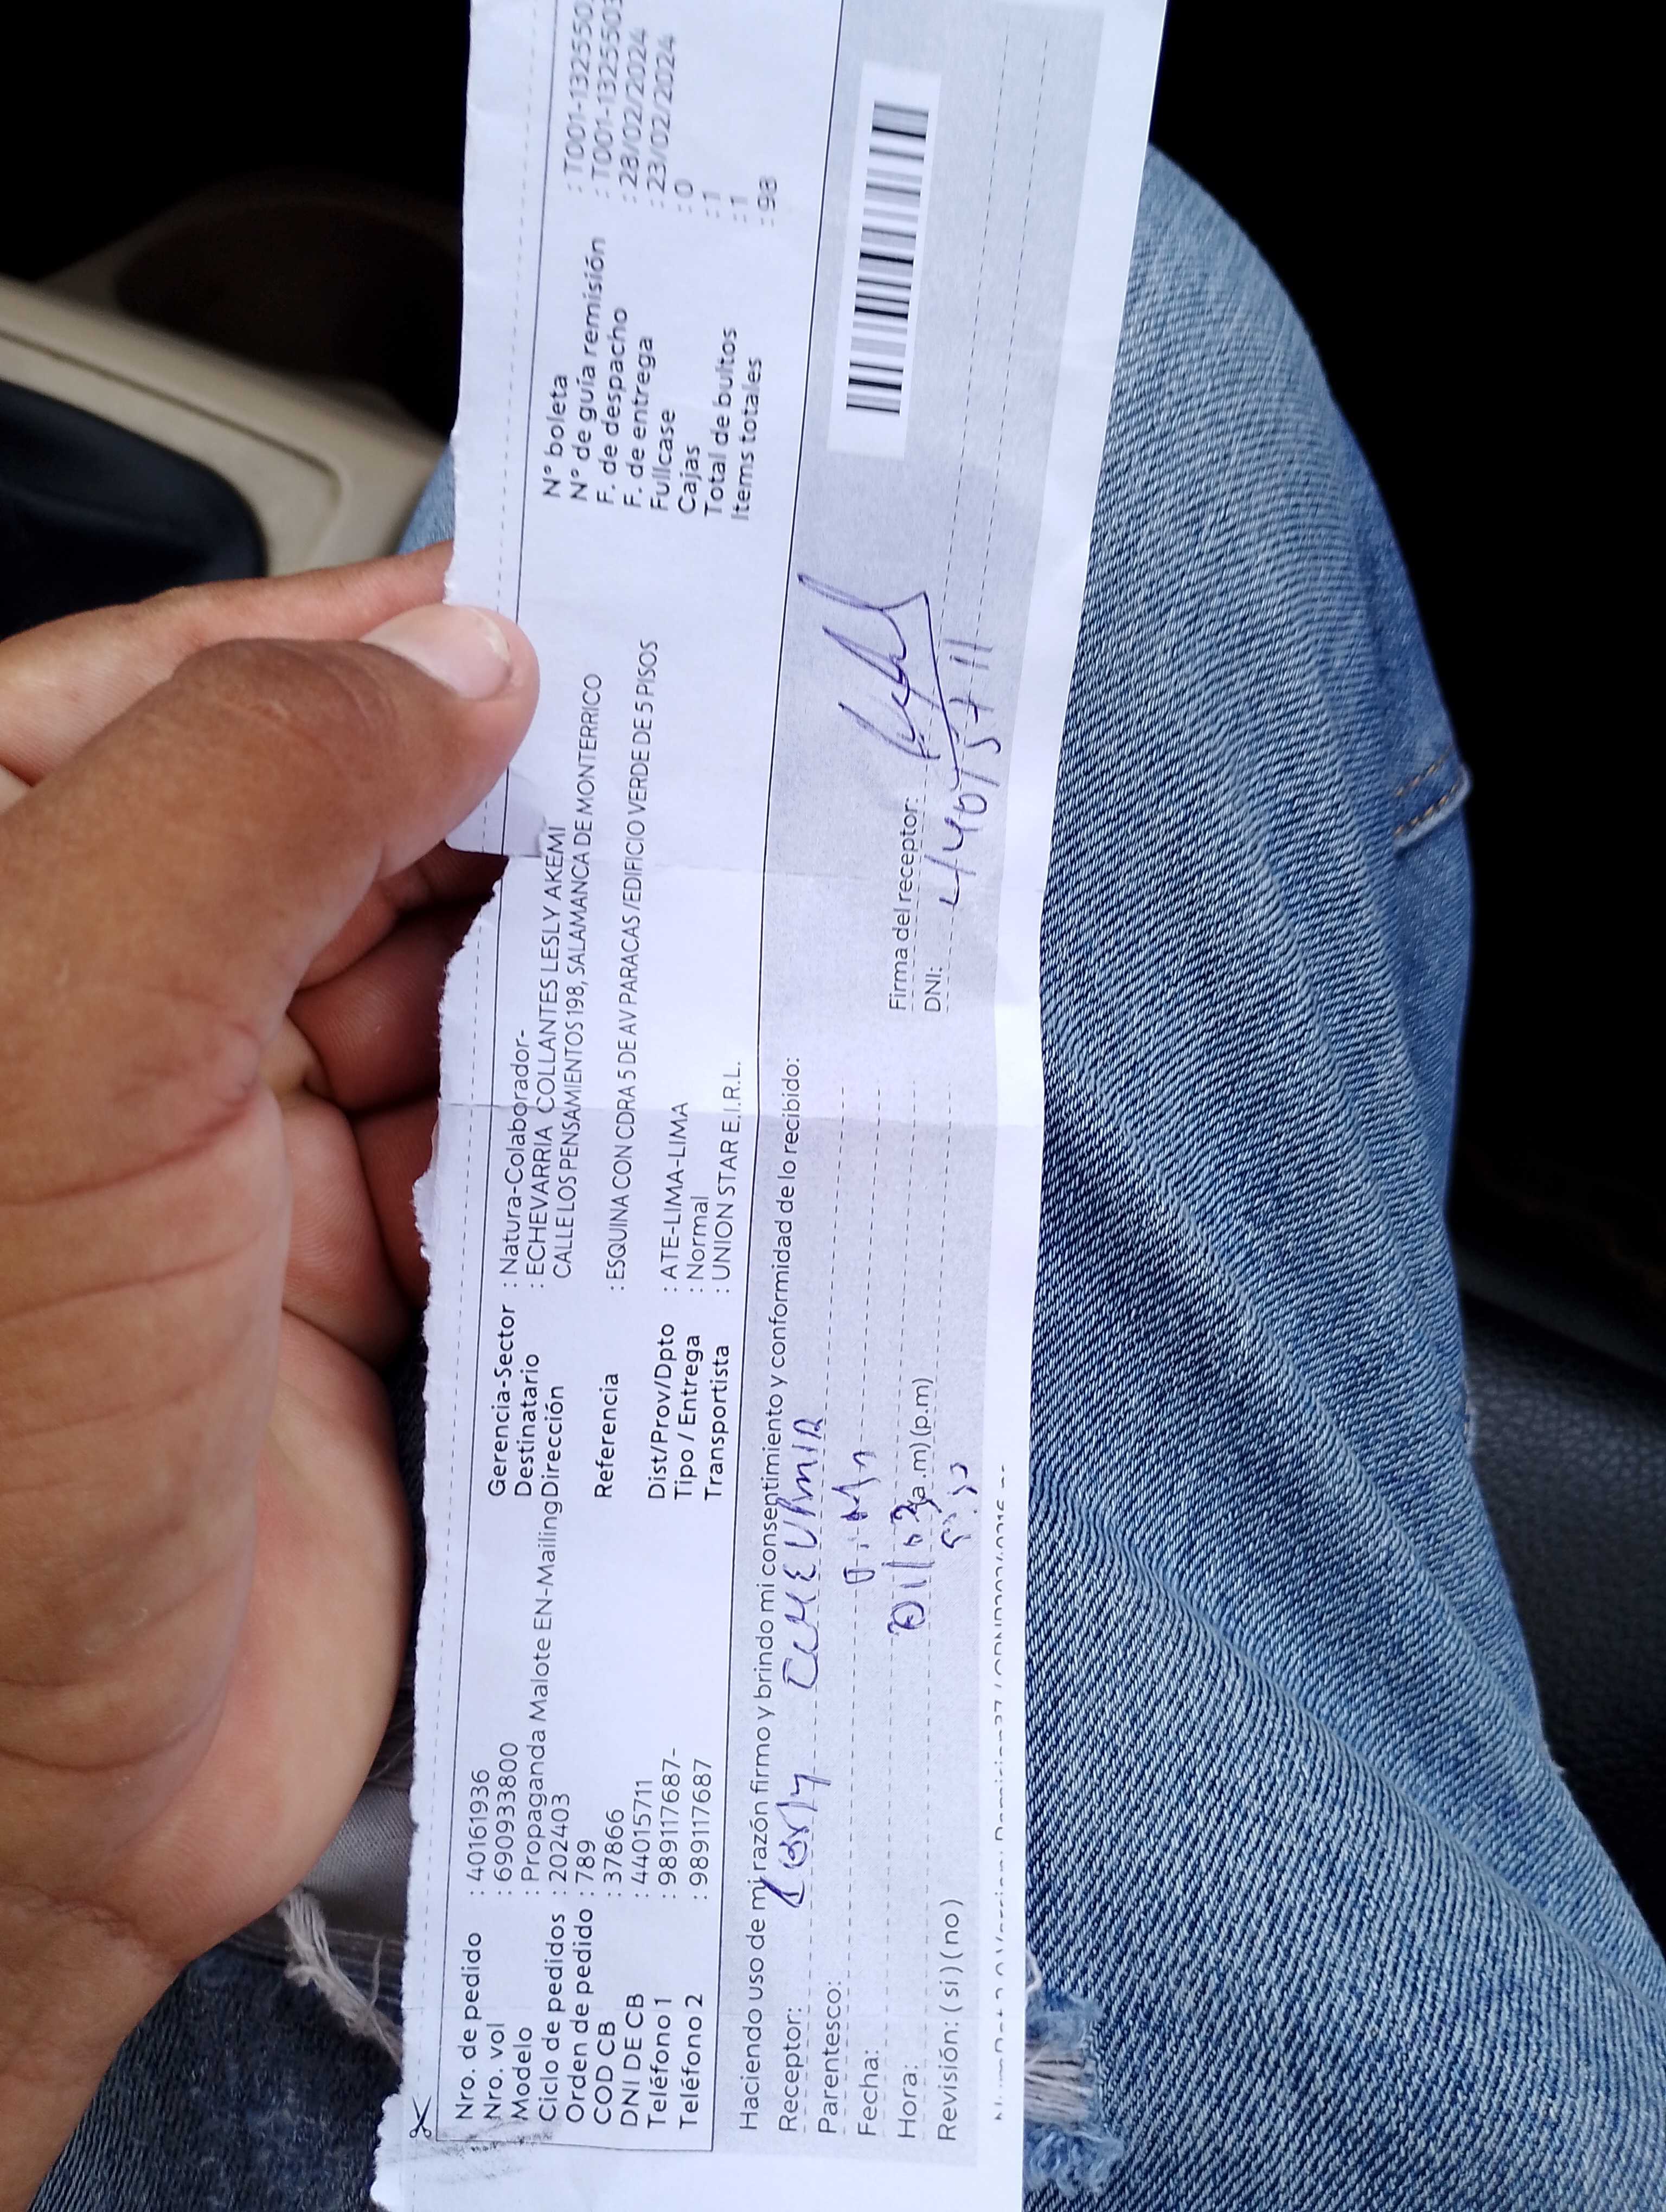 Nro. de pedido : 40161936
Nro. vol : 6909338​00
Modelo : Propaganda Malote EN-Mailing
Ciclo de pedidos : 202403
Orden de pedido : 789
COD CB : 37866
DNI DE CB : 44015711
Teléfono 1 : 989117687-
Teléfono 2 : 989117687
Gerencia-Sector : Natura-Colaborador-
Destinatario : ECHEVARRIA COLLANTES LESLY AKEMI
Dirección CALLE LOS PENSAMIENTOS 198, SALAMANCA DE MONTERRICO
Referencia : ESQUINA CON CDRA 5 DE AV PARACAS /EDIFICIO VERDE DE 5 PISOS
Dist/Prov/Dpto : ATE-LIMA-LIMA
Tipo / Entrega : Normal
Transportista : UNION STAR E.I.R.L.
N° boleta : T001-132550
N° de guía remisión : T001-132550
F. de despacho : 28/02/2024
F. de entrega : 23/02/2024
Fullcase : 0
Cajas : 1
Total de bultos : 1
Items totales : 98
Haciendo uso de mi razón firmo y brindo mi consentimiento y conformidad de lo recibido:
Receptor:
Parentesco:
Fecha:
Hora: (a.m) (p.m)
Revisión: ( si ) ( no )
Firma del receptor:
DNI: 44015711